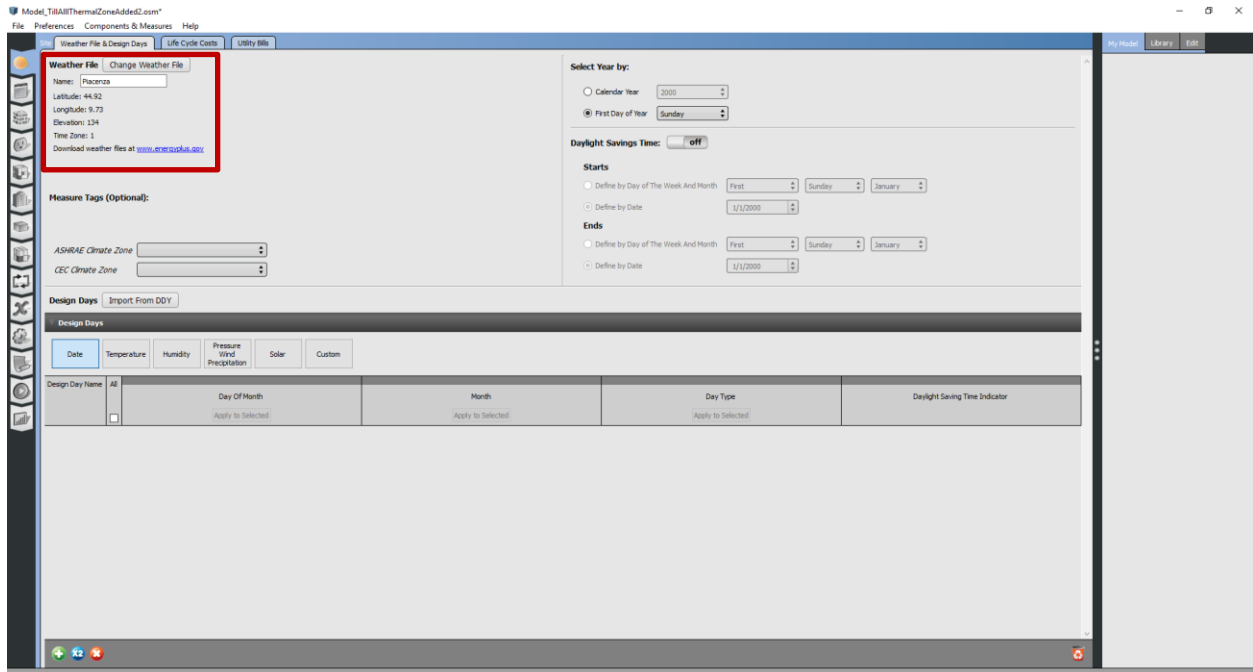 Model_TillAllThermalZoneAdded2.osm*
File Preferences Components & Measures Help
Site Weather File & Design Days Life Cycle Costs Utility Bills
My Model Library Edit
Weather File Change Weather File
Name: Piacenza
Latitude: 44.92
Longitude: 9.73
Elevation: 134
Time Zone: 1
Download weather files at www.energyplus.gov
Measure Tags (Optional):
ASHRAE Climate Zone
CEC Climate Zone
Select Year by:
Calendar Year 2000
First Day of Year Sunday
Daylight Savings Time: off
Starts
Define by Day of The Week And Month First Sunday January
Define by Date 1/1/2000
Ends
Define by Day of The Week And Month First Sunday January
Define by Date 1/1/2000
Design Days Import From DDY
Design Days
Date Temperature Humidity Pressure Wind Precipitation Solar Custom
Design Day Name All Day Of Month Month Day Type Daylight Saving Time Indicator
Apply to Selected Apply to Selected Apply to Selected
x2